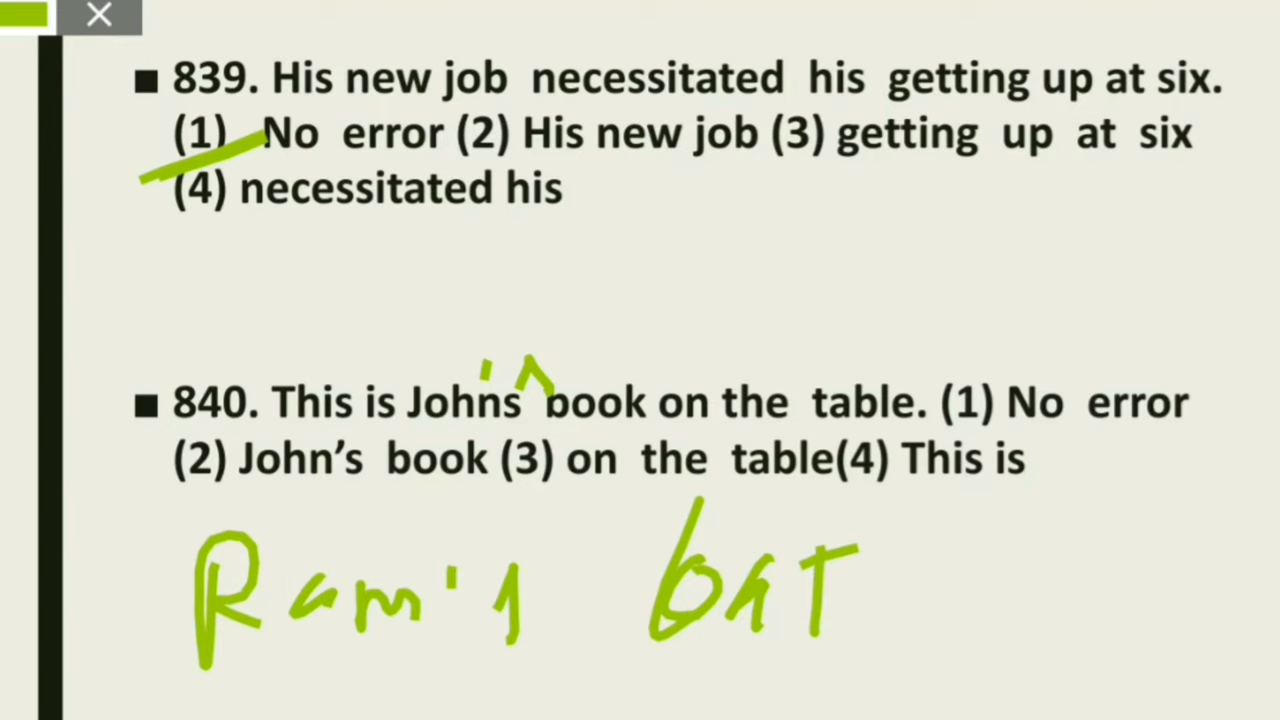 ■ 839. His new job necessitated his getting up at six.
(1) No error (2) His new job (3) getting up at six
(4) necessitated his
■ 840. This is Johns book on the table. (1) No error
(2) John’s book (3) on the table(4) This is
Ram's bat